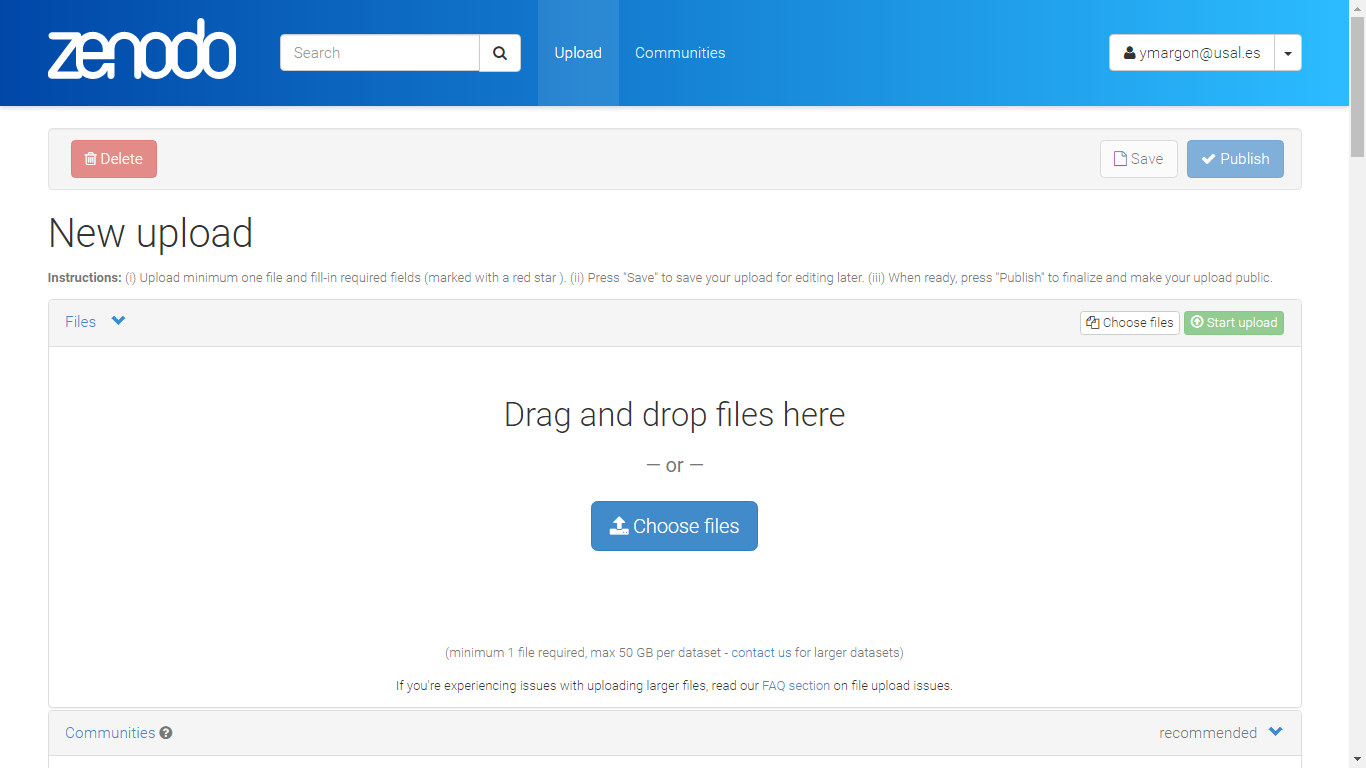 zenodo
Search
Upload
Communities
ymargon@usal.es
Delete
Save
Publish
New upload
Instructions: (i) Upload minimum one file and fill-in required fields (marked with a red star ). (ii) Press "Save" to save your upload for editing later. (iii) When ready, press "Publish" to finalize and make your upload public.
Files
Choose files
Start upload
Drag and drop files here
— or —
Choose files
(minimum 1 file required, max 50 GB per dataset - contact us for larger datasets)
If you're experiencing issues with uploading larger files, read our FAQ section on file upload issues.
Communities
recommended